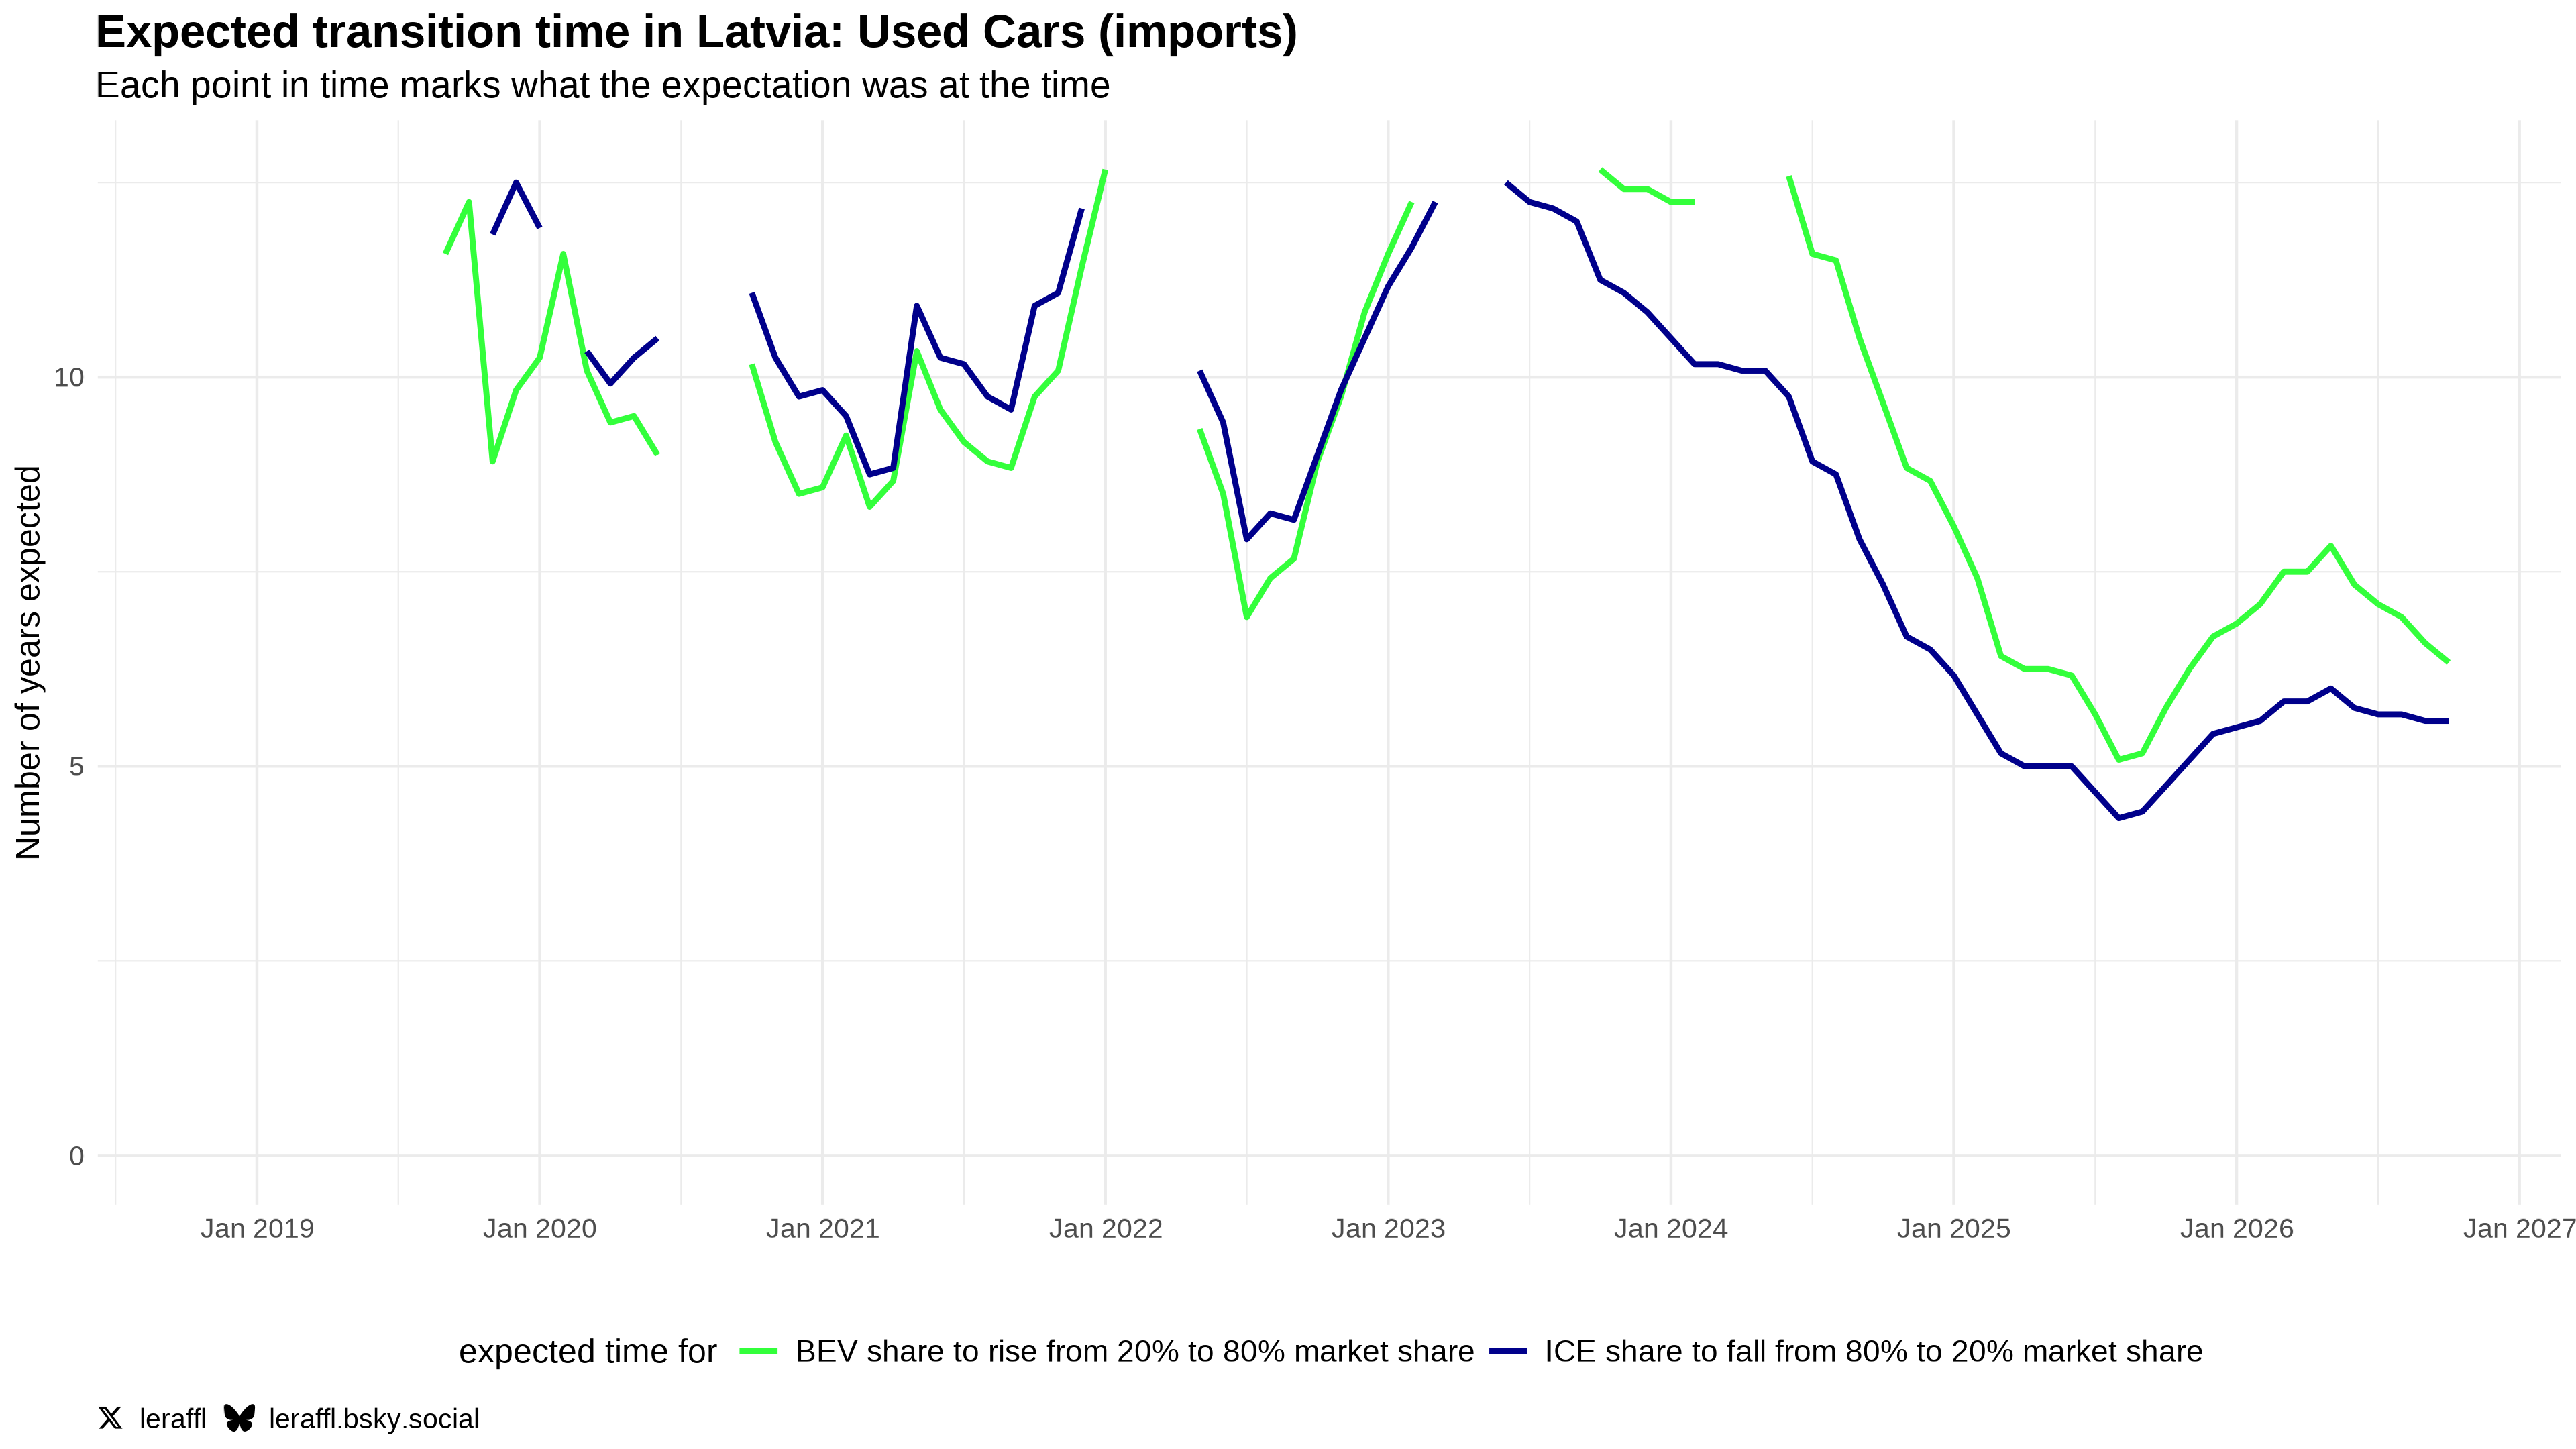 Expected transition time in Latvia: Used Cars (imports)
Each point in time marks what the expectation was at the time
Number of years expected
10
5
0
Jan 2019 Jan 2020 Jan 2021 Jan 2022 Jan 2023 Jan 2024 Jan 2025 Jan 2026 Jan 2027
expected time for BEV share to rise from 20% to 80% market share ICE share to fall from 80% to 20% market share
leraffl leraffl.bsky.social